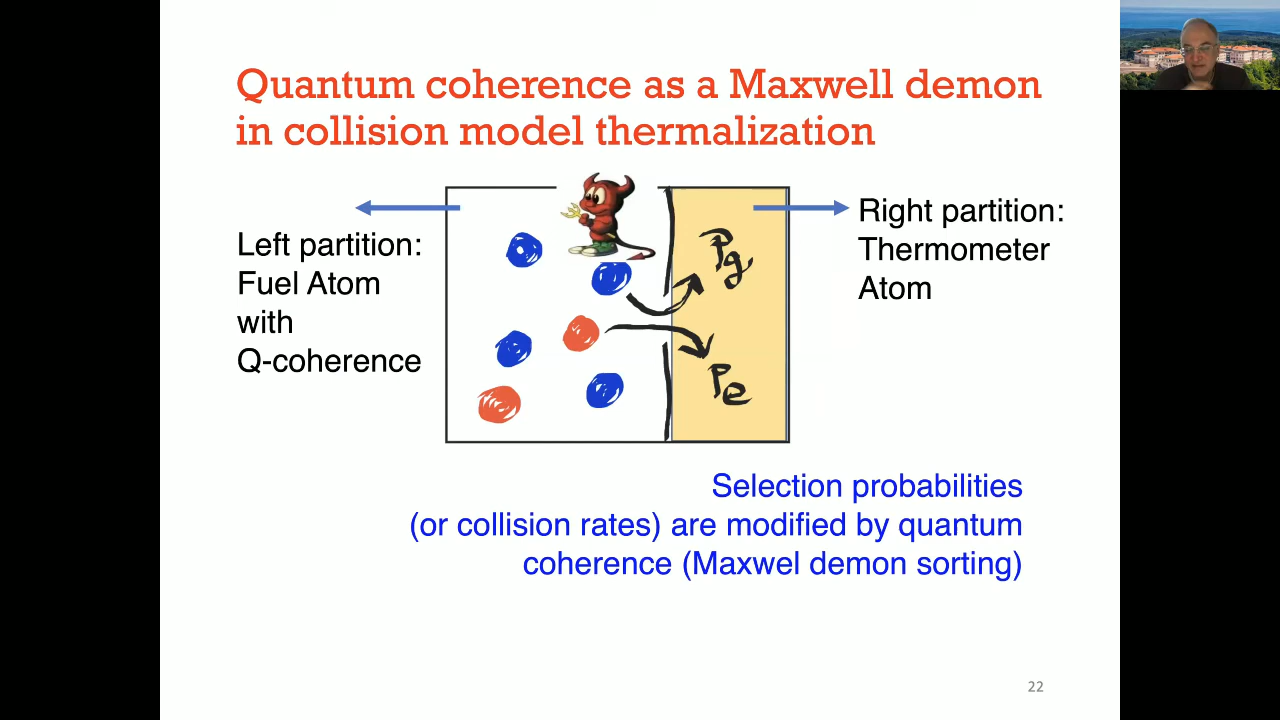 Quantum coherence as a Maxwell demon
in collision model thermalization
Left partition:
Fuel Atom
with
Q-coherence
Pg
Pe
Right partition:
Thermometer
Atom
Selection probabilities
(or collision rates) are modified by quantum
coherence (Maxwel demon sorting)
22